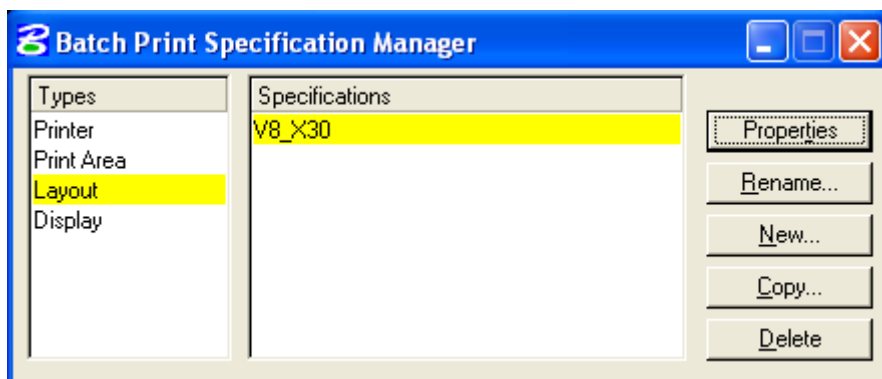 Batch Print Specification Manager
Types
Printer
Print Area
Layout
Display
Specifications
V8_X30
Properties
Rename...
New...
Copy...
Delete